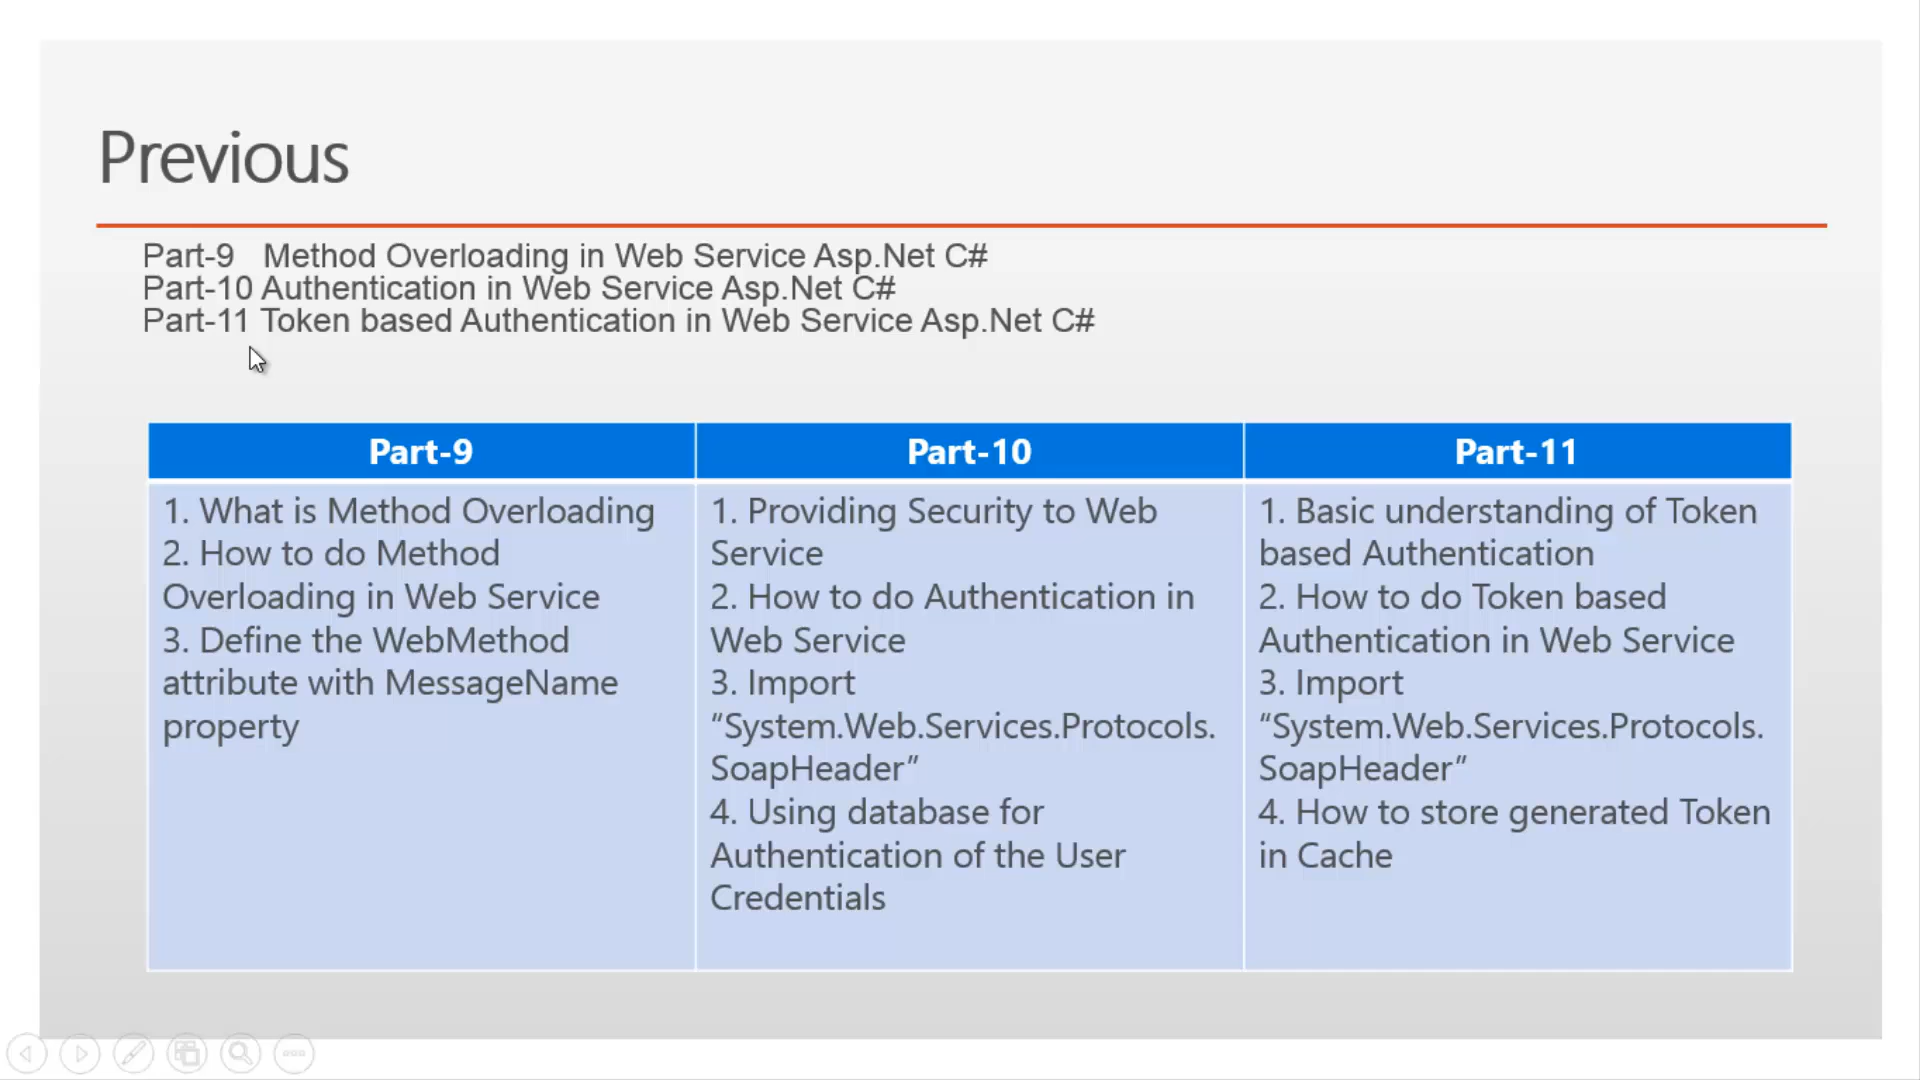 Previous
Part-9 Method Overloading in Web Service Asp.Net C#
Part-10 Authentication in Web Service Asp.Net C#
Part-11 Token based Authentication in Web Service Asp.Net C#
Part-9
1. What is Method Overloading
2. How to do Method
Overloading in Web Service
3. Define the WebMethod
attribute with MessageName
property
Part-10
1. Providing Security to Web
Service
2. How to do Authentication in
Web Service
3. Import
“System.Web.Services.Protocols.
SoapHeader”
4. Using database for
Authentication of the User
Credentials
Part-11
1. Basic understanding of Token
based Authentication
2. How to do Token based
Authentication in Web Service
3. Import
“System.Web.Services.Protocols.
SoapHeader”
4. How to store generated Token
in Cache